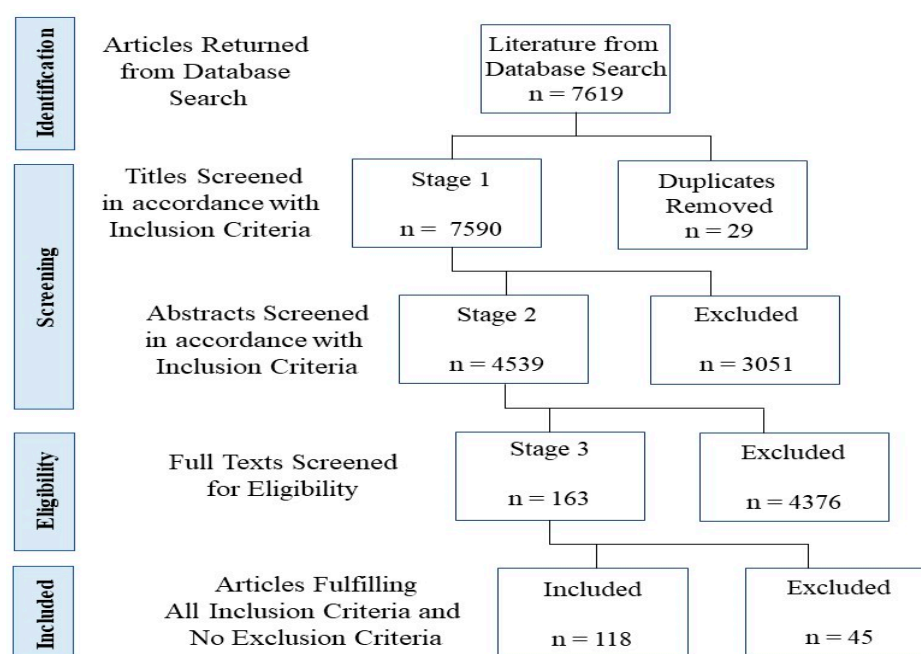 Identification
Articles Returned
from Database
Search
Literature from
Database Search
n = 7619
Screening
Titles Screened
in accordance with
Inclusion Criteria
Stage 1
n = 7590
Duplicates
Removed
n = 29
Abstracts Screened
in accordance with
Inclusion Criteria
Stage 2
n = 4539
Excluded
n = 3051
Eligibility
Full Texts Screened
for Eligibility
Stage 3
n = 163
Excluded
n = 4376
Included
Articles Fulfilling
All Inclusion Criteria and
No Exclusion Criteria
Included
n = 118
Excluded
n = 45